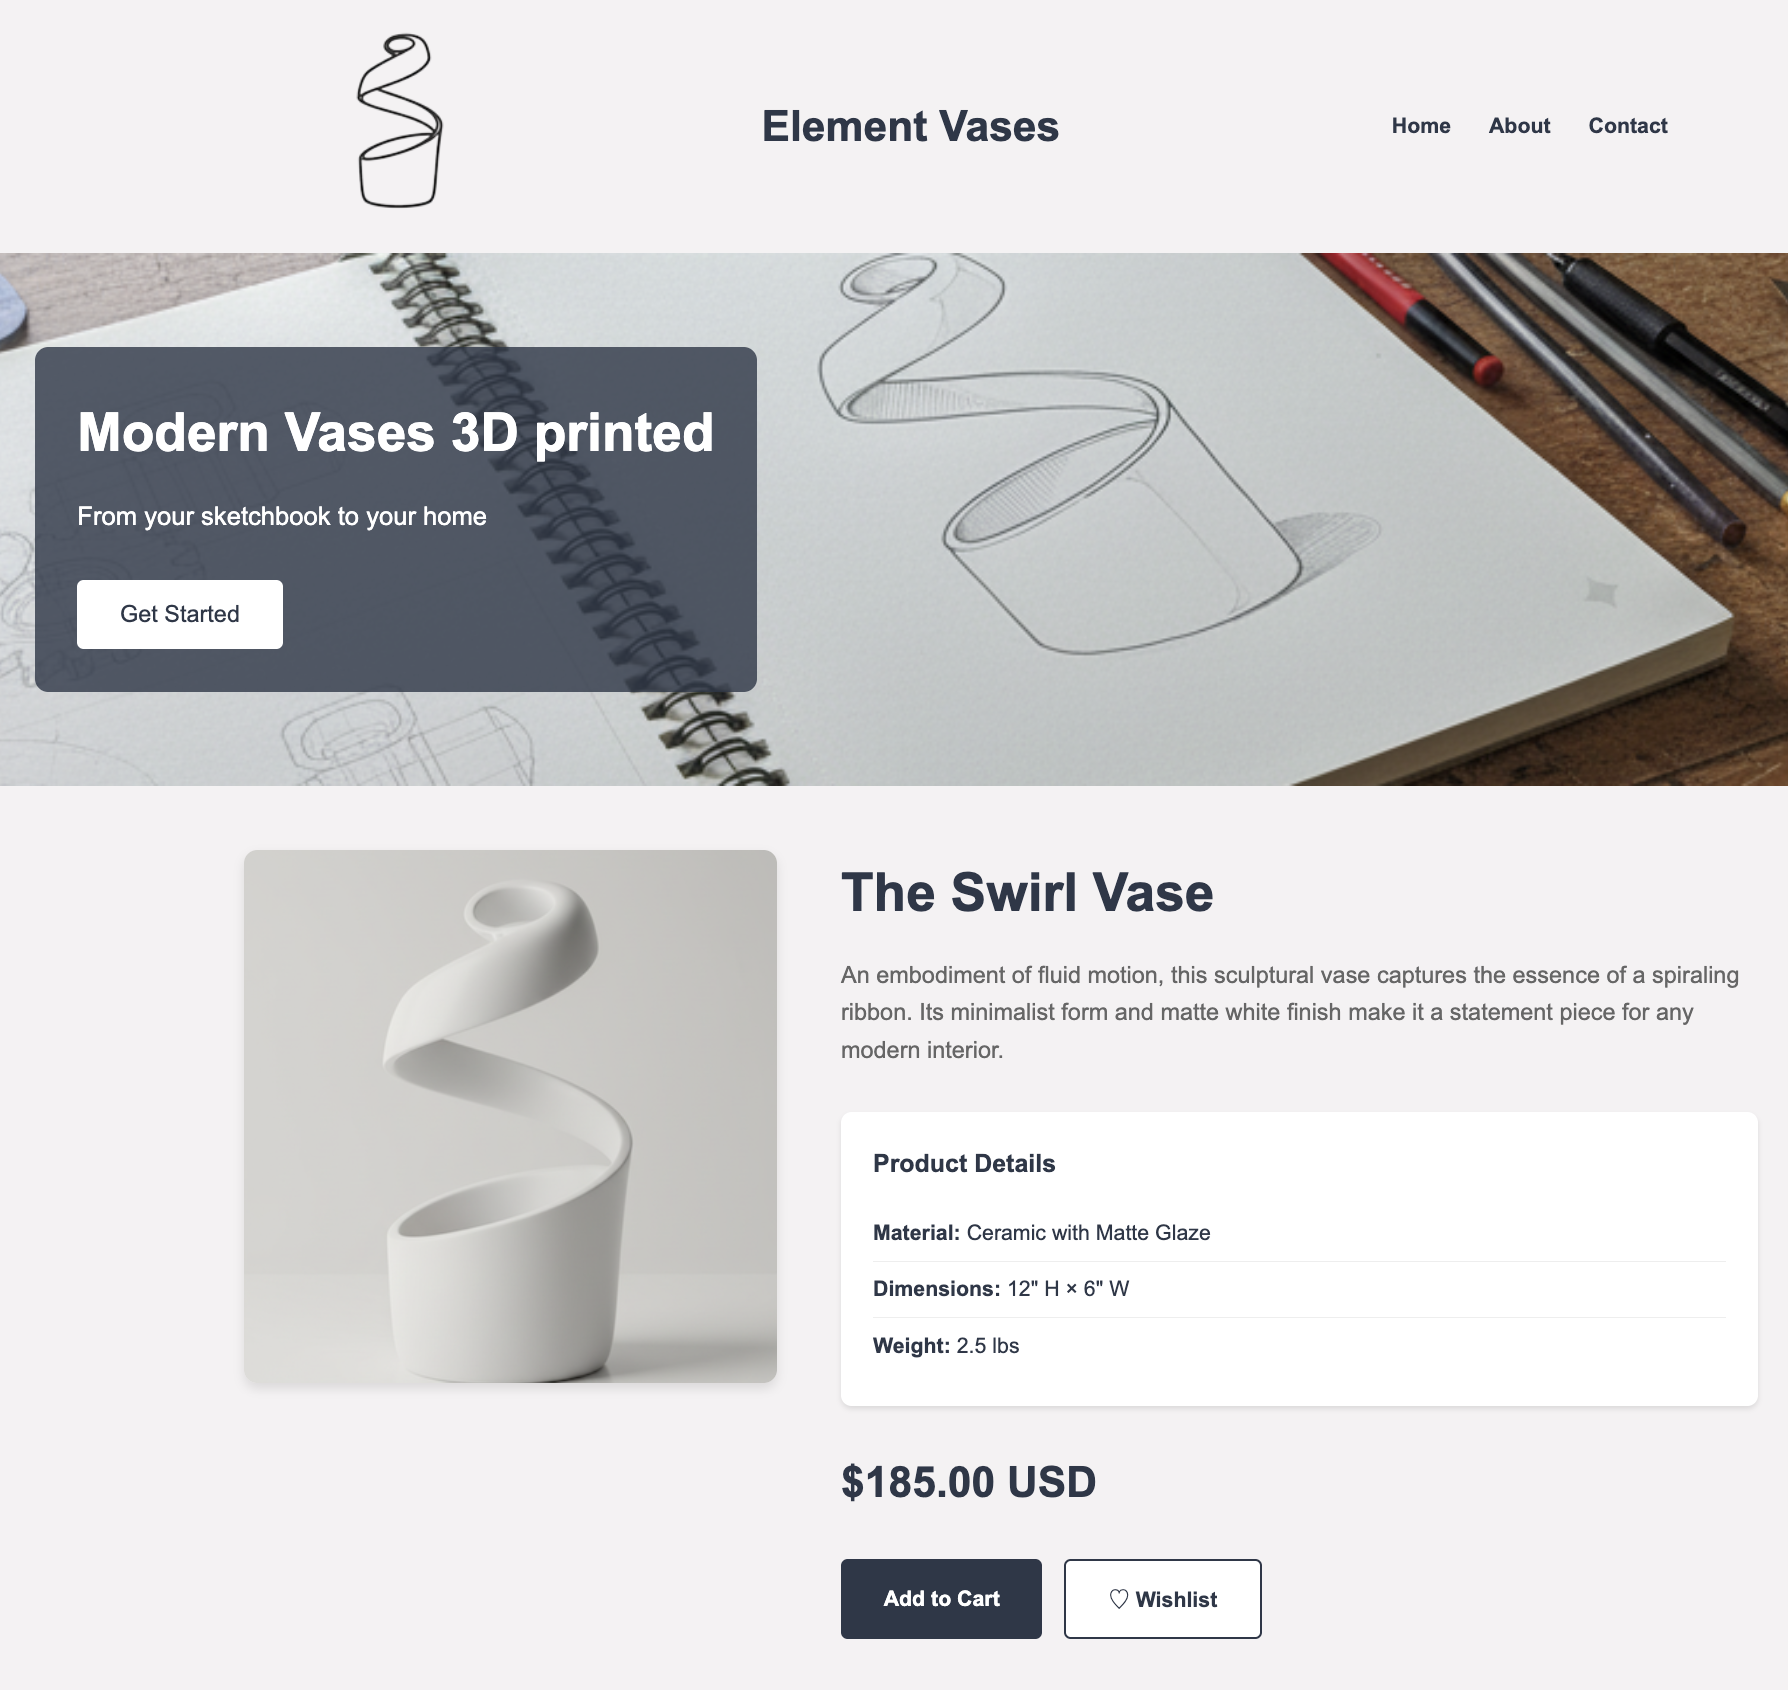 Element Vases
Home
About
Contact
Modern Vases 3D printed
From your sketchbook to your home
Get Started
The Swirl Vase
An embodiment of fluid motion, this sculptural vase captures the essence of a spiraling
ribbon. Its minimalist form and matte white finish make it a statement piece for any
modern interior.
Product Details
Material: Ceramic with Matte Glaze
Dimensions: 12" H × 6" W
Weight: 2.5 lbs
$185.00 USD
Add to Cart
♡ Wishlist